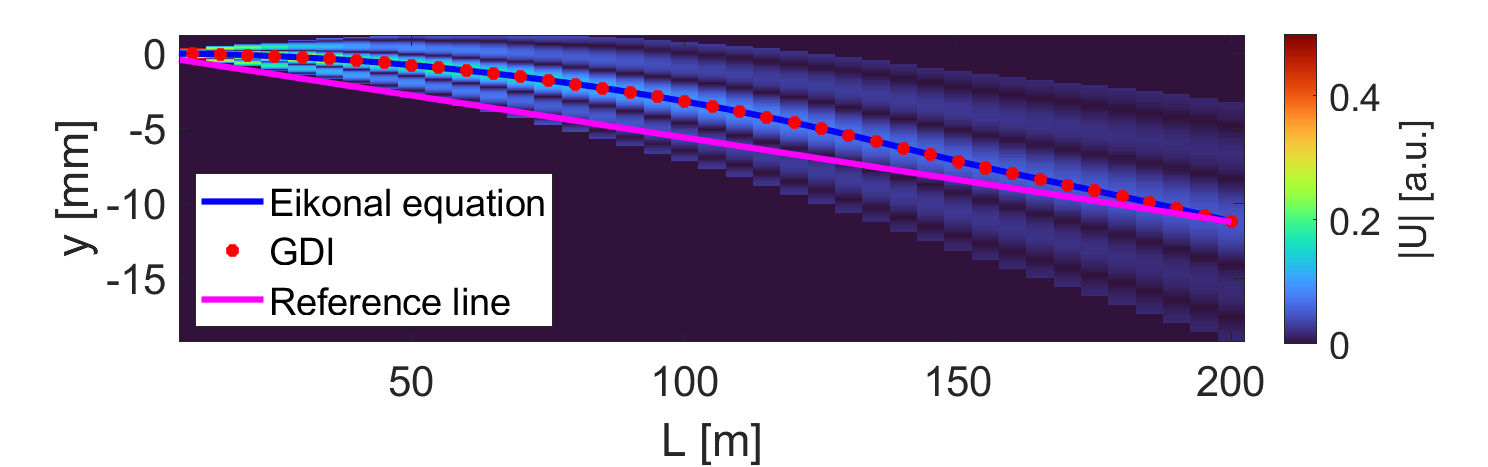 0
-5
-10
-15
y [mm]
Eikonal equation
GDI
Reference line
50
100
150
200
L [m]
0.4
0.2
0
|U| [a.u.]